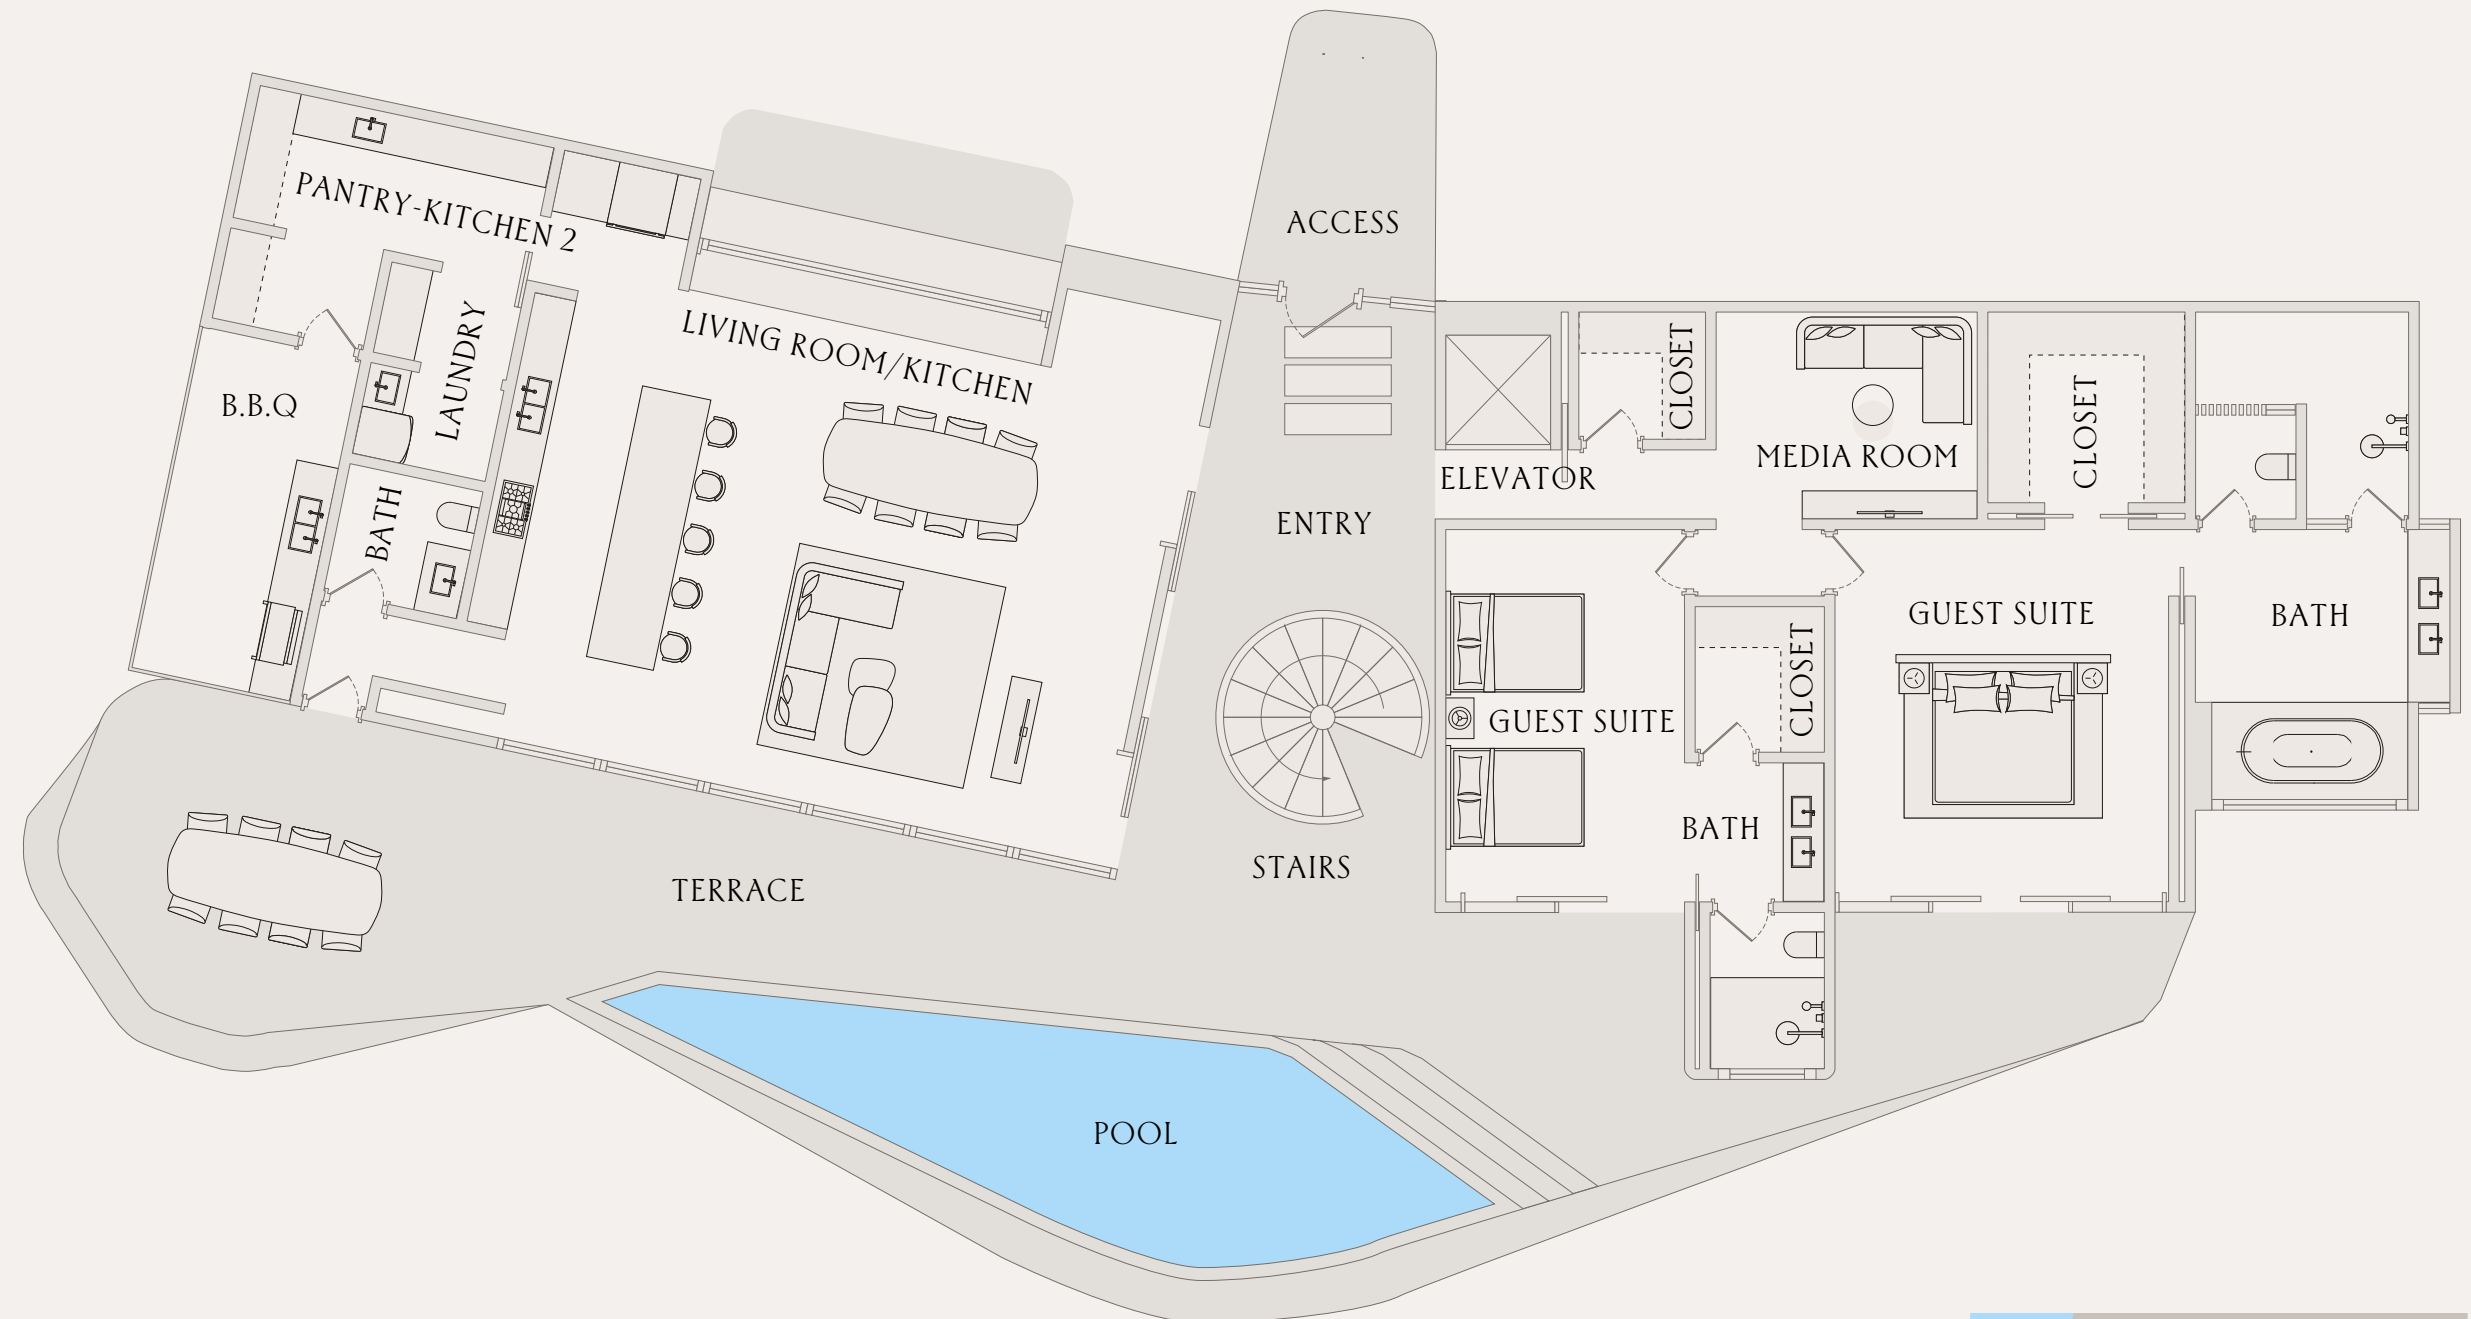 PANTRY-KITCHEN 2
LAUNDRY
B.B.Q
BATH
LIVING ROOM/KITCHEN
ACCESS
ENTRY
STAIRS
TERRACE
POOL
ELEVATOR
CLOSET
MEDIA ROOM
CLOSET
GUEST SUITE
CLOSET
BATH
GUEST SUITE
BATH